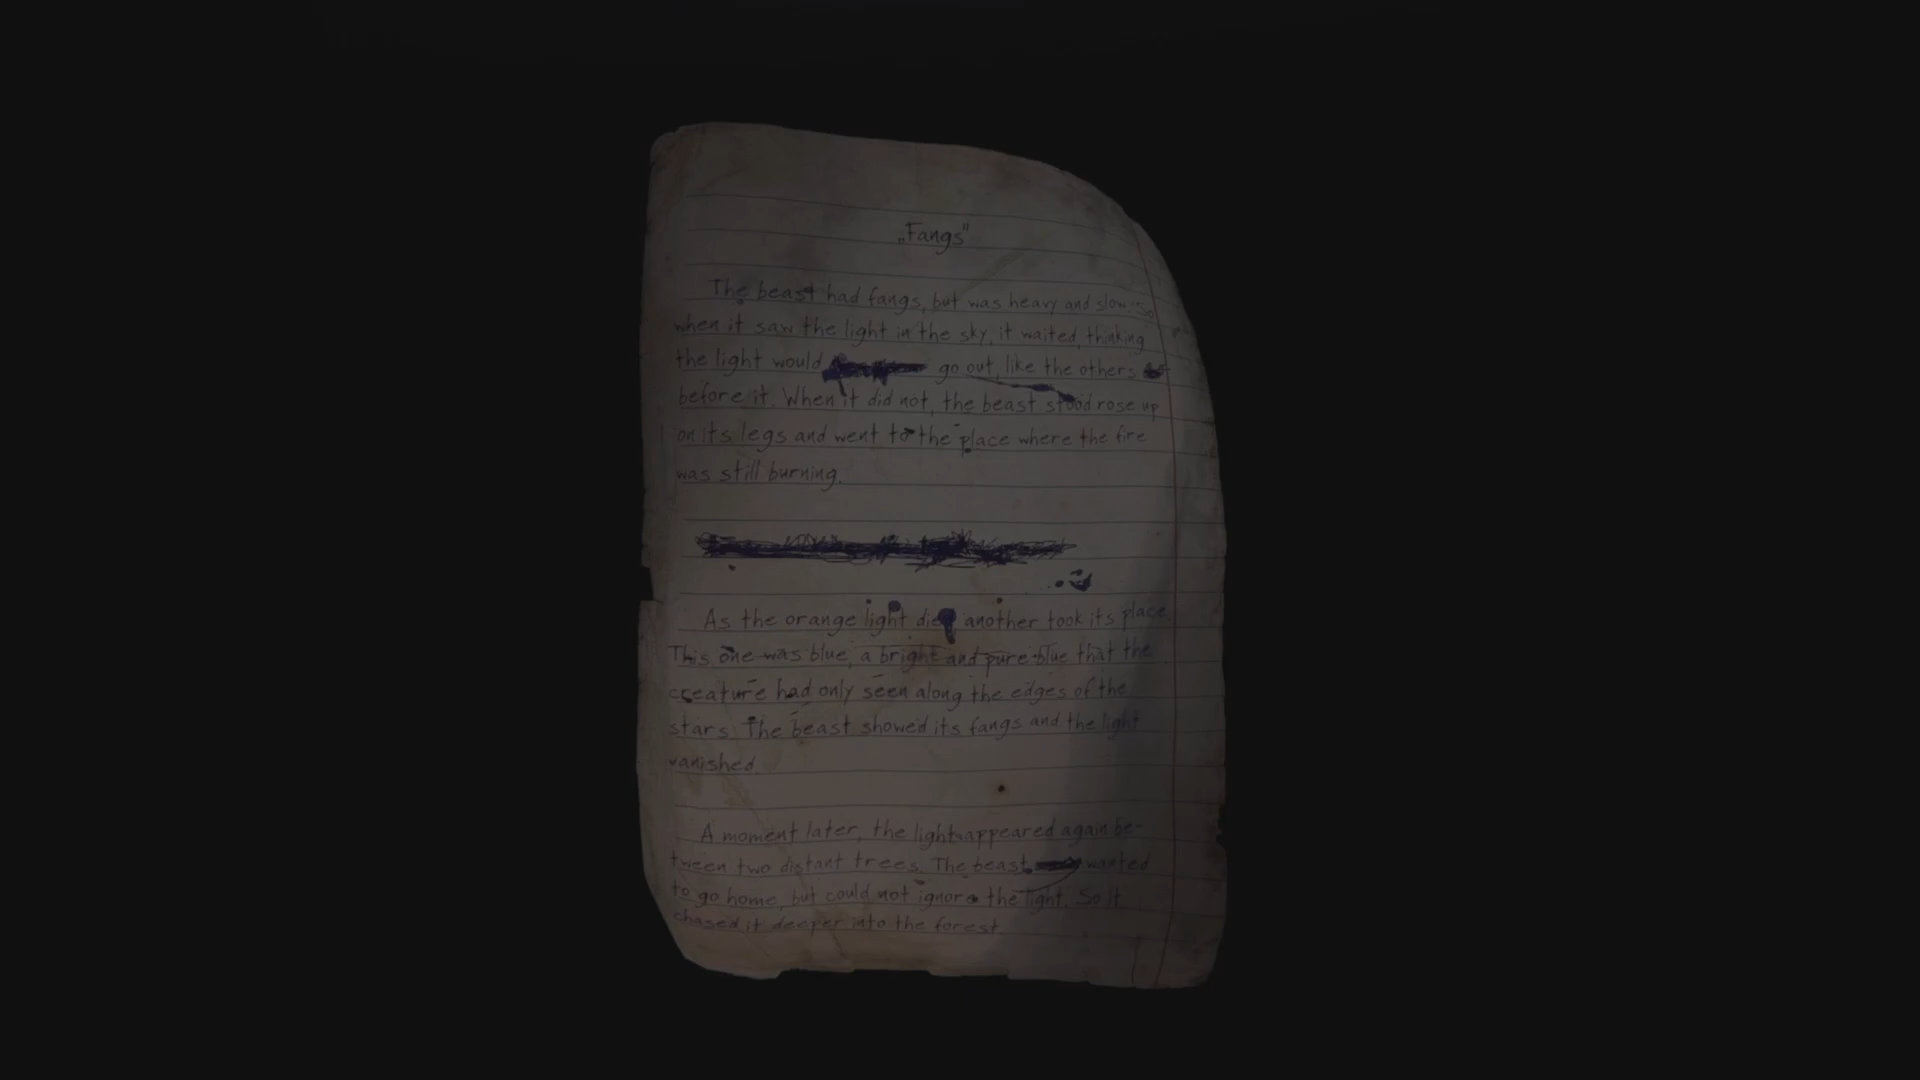 „Fangs"
The beast had fangs, but was heavy and slow. So
when it saw the light in the sky, it waited, thinking
the light would go out, like the others
before it. When it did not, the beast stood rose up
on its legs and went to the place where the fire
was still burning.
As the orange light died another took its place.
This one was blue, a bright and pure blue that the
creature had only seen along the edges of the
stars. The beast showed its fangs and the light
vanished.
A moment later, the light appeared again be-
tween two distant trees. The beast wanted
to go home, but could not ignore the light. So it
chased it deeper into the forest